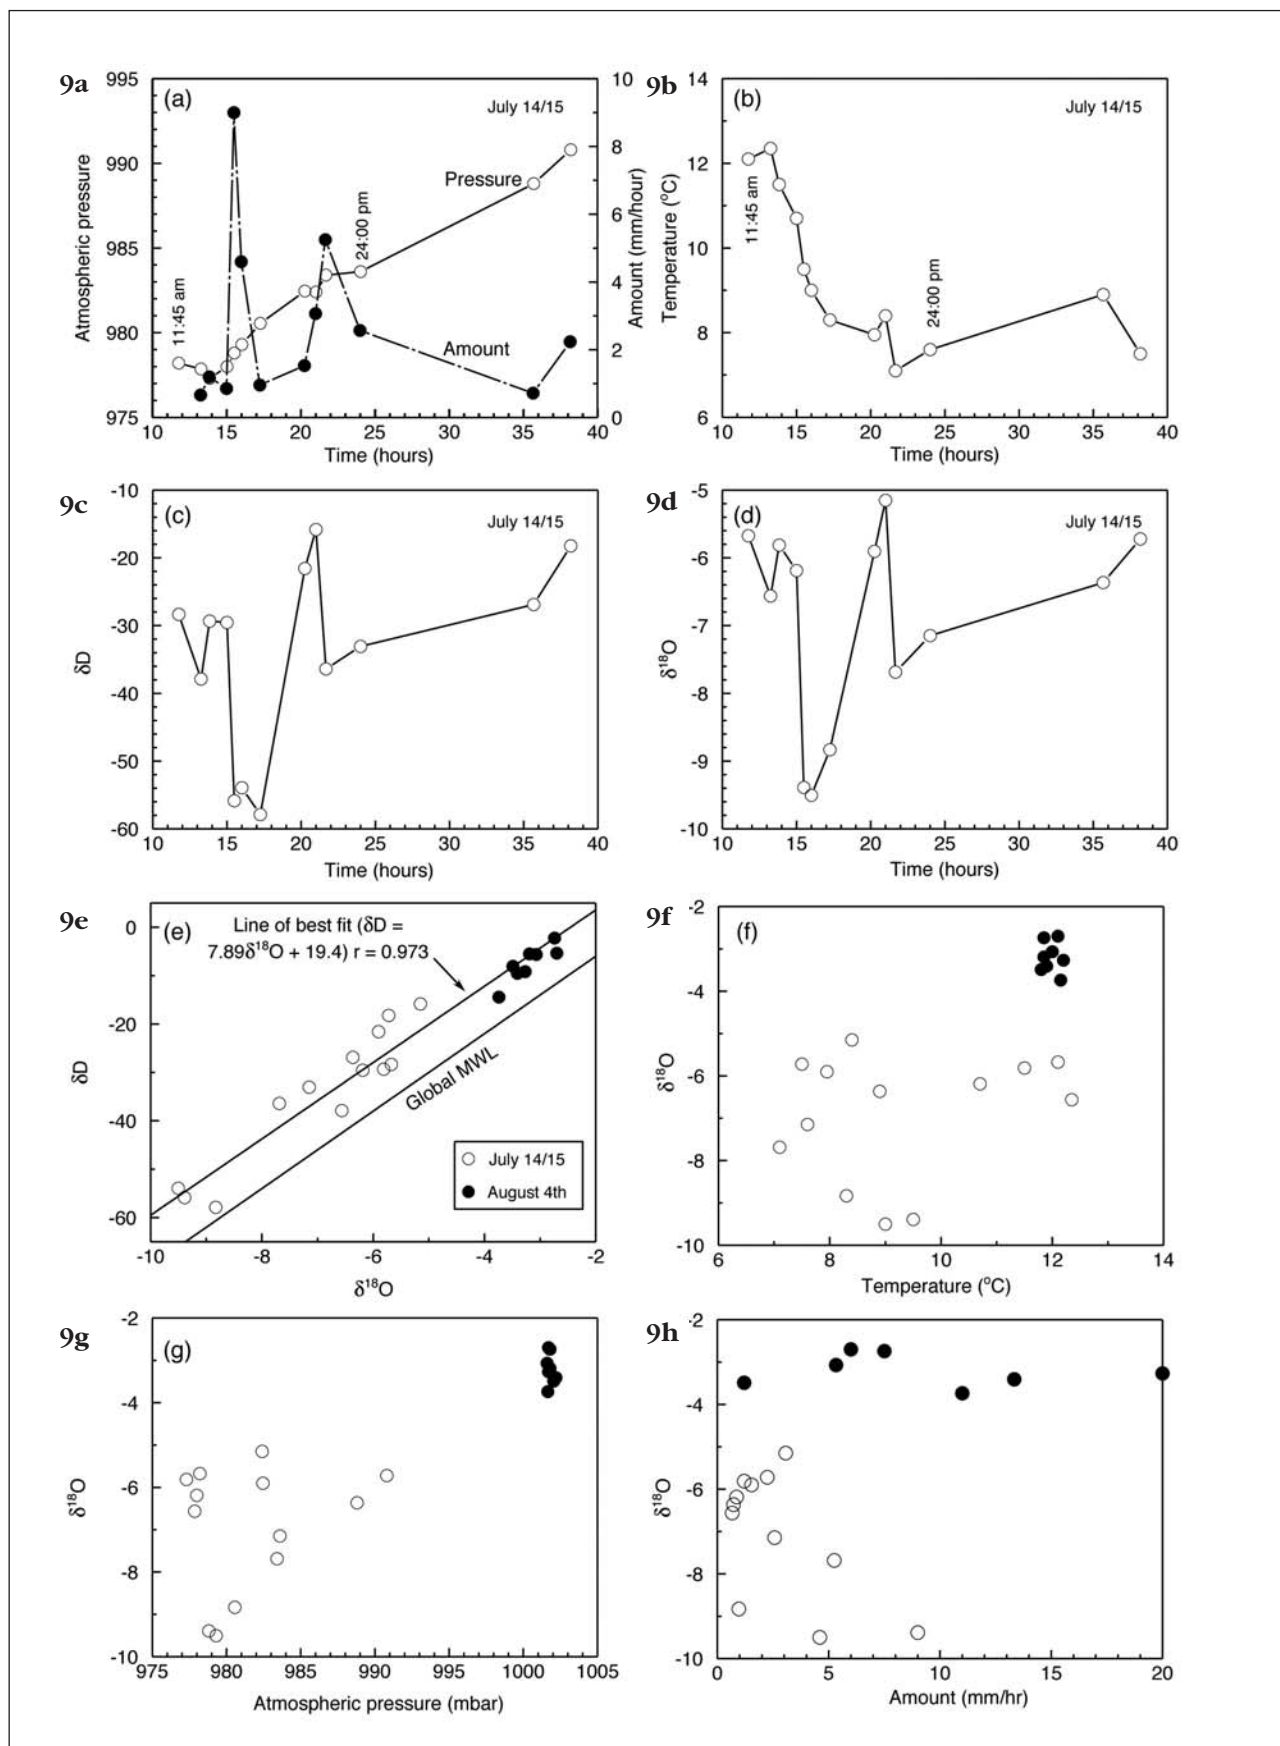 9a
(a)
July 14/15
995
990
985
980
975
Atmospheric pressure
10
8
6
4
2
0
Amount (mm/hour)
11:45 am
24:00 pm
Pressure
Amount
10 15 20 25 30 35 40
Time (hours)
9b
(b)
July 14/15
14
12
10
8
6
Temperature (°C)
11:45 am
24:00 pm
10 15 20 25 30 35 40
Time (hours)
9c
(c)
July 14/15
-10
-20
-30
-40
-50
-60
δD
10 15 20 25 30 35 40
Time (hours)
9d
(d)
July 14/15
-5
-6
-7
-8
-9
-10
δ¹⁸O
10 15 20 25 30 35 40
Time (hours)
9e
(e)
Line of best fit (δD =
7.89δ¹⁸O + 19.4) r = 0.973
Global MWL
July 14/15
August 4th
0
-20
-40
-60
δD
-10 -8 -6 -4 -2
δ¹⁸O
9f
(f)
-2
-4
-6
-8
-10
δ¹⁸O
6 8 10 12 14
Temperature (°C)
9g
(g)
-2
-4
-6
-8
-10
δ¹⁸O
975 980 985 990 995 1000 1005
Atmospheric pressure (mbar)
9h
(h)
-2
-4
-6
-8
-10
δ¹⁸O
0 5 10 15 20
Amount (mm/hr)